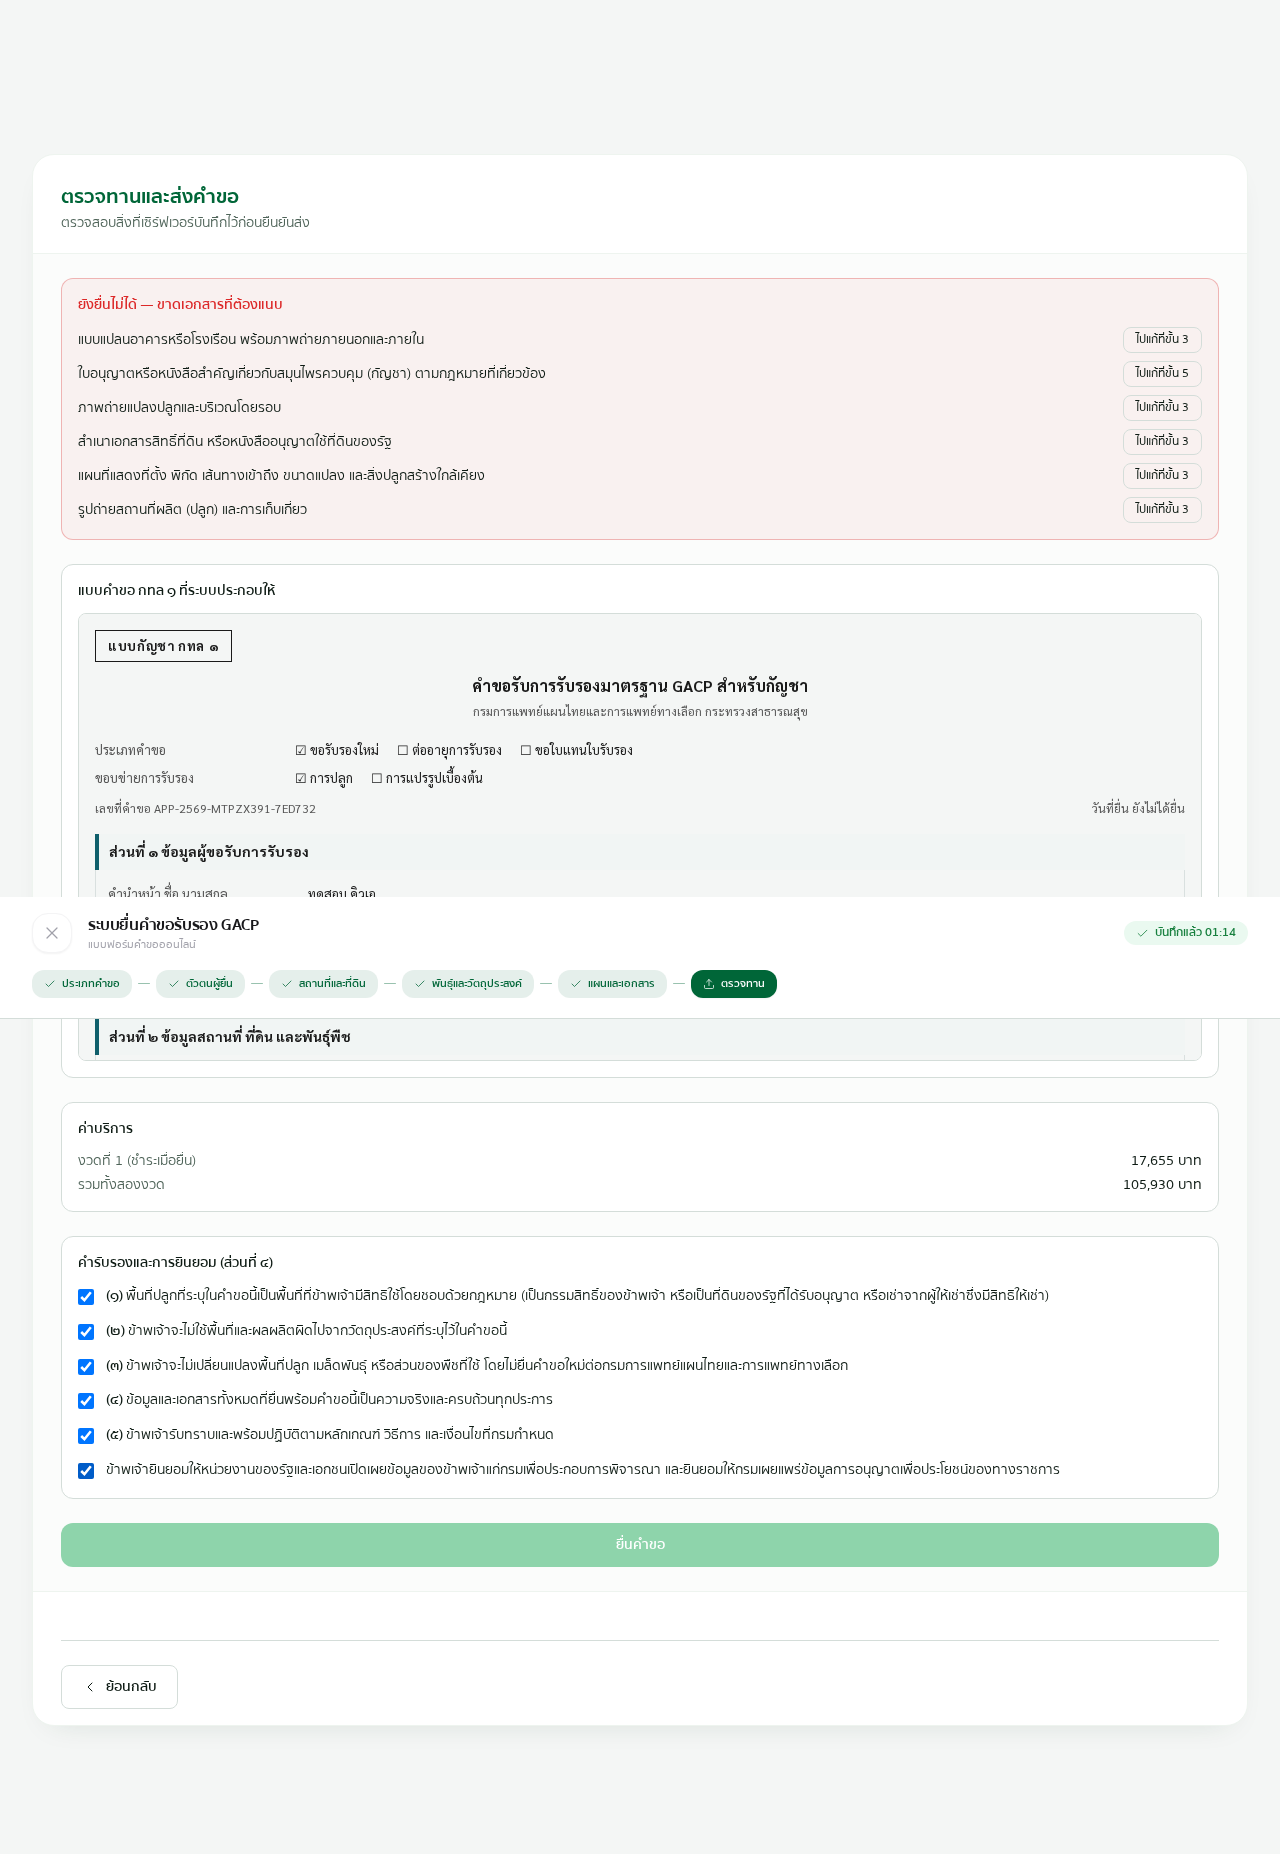 ตรวจทานและส่งคำขอ
ตรวจสอบสิ่งที่เซิร์ฟเวอร์บันทึกไว้ก่อนยืนยันส่ง
ยังยื่นไม่ได้ — ขาดเอกสารที่ต้องแนบ
แบบแปลนอาคารหรือโรงเรือน พร้อมภาพถ่ายภายนอกและภายใน ไปแก้ที่ขั้น 3
ใบอนุญาตหรือหนังสือสำคัญเกี่ยวกับสมุนไพรควบคุม (กัญชา) ตามกฎหมายที่เกี่ยวข้อง ไปแก้ที่ขั้น 5
ภาพถ่ายแปลงปลูกและบริเวณโดยรอบ ไปแก้ที่ขั้น 3
สำเนาเอกสารสิทธิ์ที่ดิน หรือหนังสืออนุญาตใช้ที่ดินของรัฐ ไปแก้ที่ขั้น 3
แผนที่แสดงที่ตั้ง พิกัด เส้นทางเข้าถึง ขนาดแปลง และสิ่งปลูกสร้างใกล้เคียง ไปแก้ที่ขั้น 3
รูปถ่ายสถานที่ผลิต (ปลูก) และการเก็บเกี่ยว ไปแก้ที่ขั้น 3
แบบคำขอ กทล ๑ ที่ระบบประกอบให้
แบบกัญชา กทล ๑
คำขอรับการรับรองมาตรฐาน GACP สำหรับกัญชา
กรมการแพทย์แผนไทยและการแพทย์ทางเลือก กระทรวงสาธารณสุข
ประเภทคำขอ ☑ ขอรับรองใหม่ ☐ ต่ออายุการรับรอง ☐ ขอใบแทนใบรับรอง
ขอบข่ายการรับรอง ☑ การปลูก ☐ การแปรรูปเบื้องต้น
เลขที่คำขอ APP-2569-MTPZX391-7ED732 วันที่ยื่น ยังไม่ได้ยื่น
ส่วนที่ ๑ ข้อมูลผู้ขอรับการรับรอง
คำนำหน้า ชื่อ นามสกุล ทดสอบ คิวเอ
ระบบยื่นคำขอรับรอง GACP
แบบฟอร์มคำขอออนไลน์
บันทึกแล้ว 01:14
ประเภทคำขอ — ตัวตนผู้ยื่น — สถานที่และที่ดิน — พันธุ์และวัตถุประสงค์ — แผนและเอกสาร — ตรวจทาน
ส่วนที่ ๒ ข้อมูลสถานที่ ที่ดิน และพันธุ์พืช
ค่าบริการ
งวดที่ 1 (ชำระเมื่อยื่น) 17,655 บาท
รวมทั้งสองงวด 105,930 บาท
คำรับรองและการยินยอม (ส่วนที่ ๔)
(๑) พื้นที่ปลูกที่ระบุในคำขอนี้เป็นพื้นที่ที่ข้าพเจ้ามีสิทธิใช้โดยชอบด้วยกฎหมาย (เป็นกรรมสิทธิ์ของข้าพเจ้า หรือเป็นที่ดินของรัฐที่ได้รับอนุญาต หรือเช่าจากผู้ให้เช่าซึ่งมีสิทธิให้เช่า)
(๒) ข้าพเจ้าจะไม่ใช้พื้นที่และผลผลิตผิดไปจากวัตถุประสงค์ที่ระบุไว้ในคำขอนี้
(๓) ข้าพเจ้าจะไม่เปลี่ยนแปลงพื้นที่ปลูก เมล็ดพันธุ์ หรือส่วนของพืชที่ใช้ โดยไม่ยื่นคำขอใหม่ต่อกรมการแพทย์แผนไทยและการแพทย์ทางเลือก
(๔) ข้อมูลและเอกสารทั้งหมดที่ยื่นพร้อมคำขอนี้เป็นความจริงและครบถ้วนทุกประการ
(๕) ข้าพเจ้ารับทราบและพร้อมปฏิบัติตามหลักเกณฑ์ วิธีการ และเงื่อนไขที่กรมกำหนด
ข้าพเจ้ายินยอมให้หน่วยงานของรัฐและเอกชนเปิดเผยข้อมูลของข้าพเจ้าแก่กรมเพื่อประกอบการพิจารณา และยินยอมให้กรมเผยแพร่ข้อมูลการอนุญาตเพื่อประโยชน์ของทางราชการ
ยื่นคำขอ
ย้อนกลับ